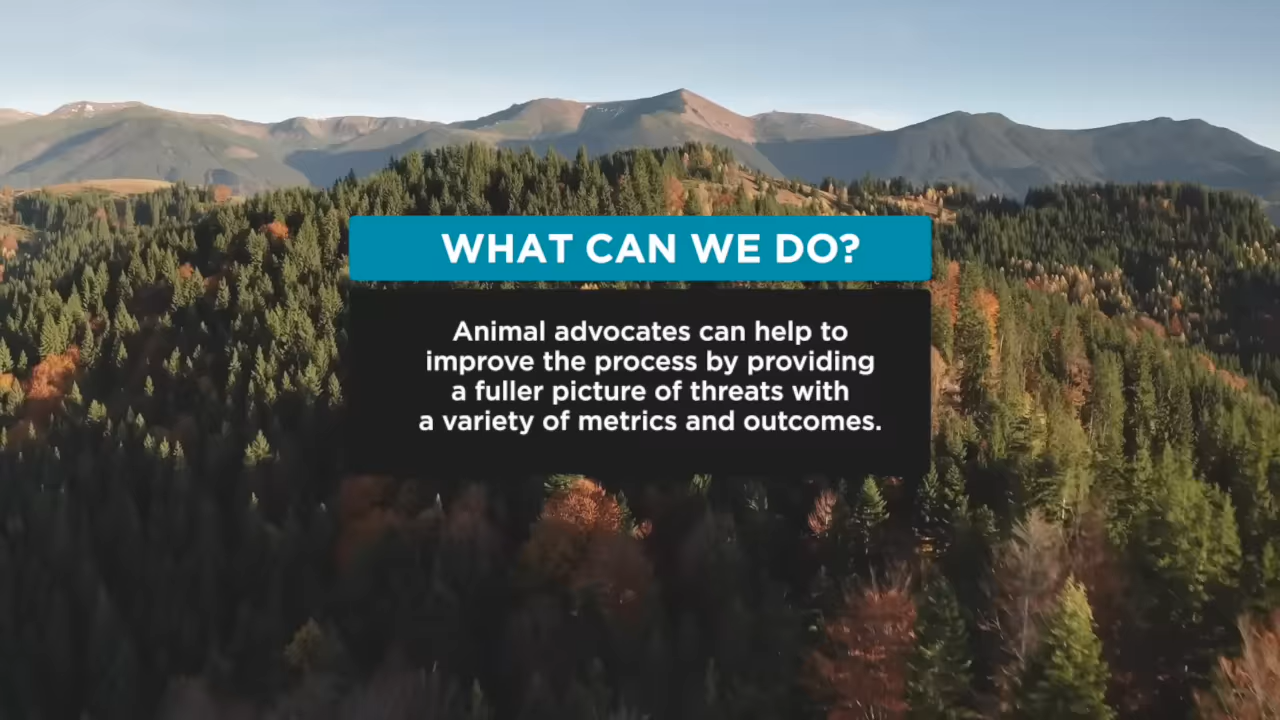 WHAT CAN WE DO?
Animal advocates can help to
improve the process by providing
a fuller picture of threats with
a variety of metrics and outcomes.